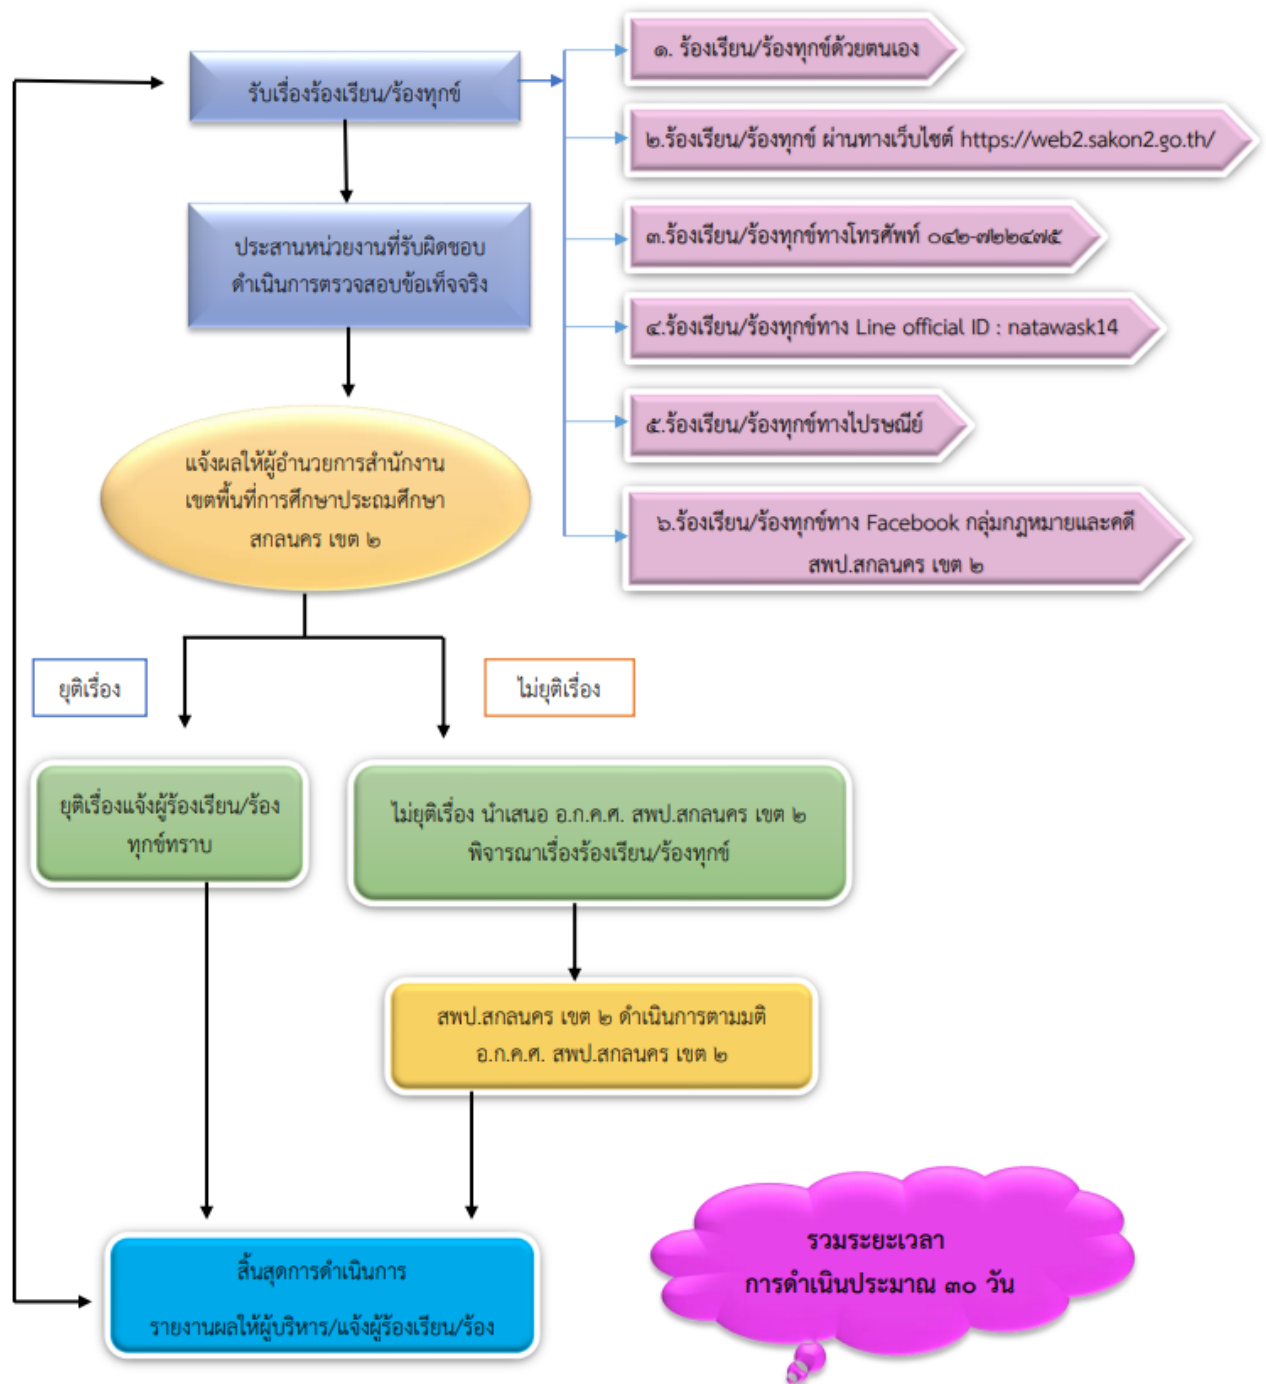 รับเรื่องร้องเรียน/ร้องทุกข์
๑. ร้องเรียน/ร้องทุกข์ด้วยตนเอง
๒.ร้องเรียน/ร้องทุกข์ ผ่านทางเว็บไซต์ https://web2.sakon2.go.th/
๓.ร้องเรียน/ร้องทุกข์ทางโทรศัพท์ ๐๔๒-๗๒๒๔๗๕
๔.ร้องเรียน/ร้องทุกข์ทาง Line official ID : natawask14
๕.ร้องเรียน/ร้องทุกข์ทางไปรษณีย์
๖.ร้องเรียน/ร้องทุกข์ทาง Facebook กลุ่มกฎหมายและคดี
สพป.สกลนคร เขต ๒
ประสานหน่วยงานที่รับผิดชอบ
ดำเนินการตรวจสอบข้อเท็จจริง
แจ้งผลให้ผู้อำนวยการสำนักงาน
เขตพื้นที่การศึกษาประถมศึกษา
สกลนคร เขต ๒
ยุติเรื่อง
ไม่ยุติเรื่อง
ยุติเรื่องแจ้งผู้ร้องเรียน/ร้อง
ทุกข์ทราบ
ไม่ยุติเรื่อง นำเสนอ อ.ก.ค.ศ. สพป.สกลนคร เขต ๒
พิจารณาเรื่องร้องเรียน/ร้องทุกข์
สพป.สกลนคร เขต ๒ ดำเนินการตามมติ
อ.ก.ค.ศ. สพป.สกลนคร เขต ๒
สิ้นสุดการดำเนินการ
รายงานผลให้ผู้บริหาร/แจ้งผู้ร้องเรียน/ร้อง
รวมระยะเวลา
การดำเนินประมาณ ๓๐ วัน